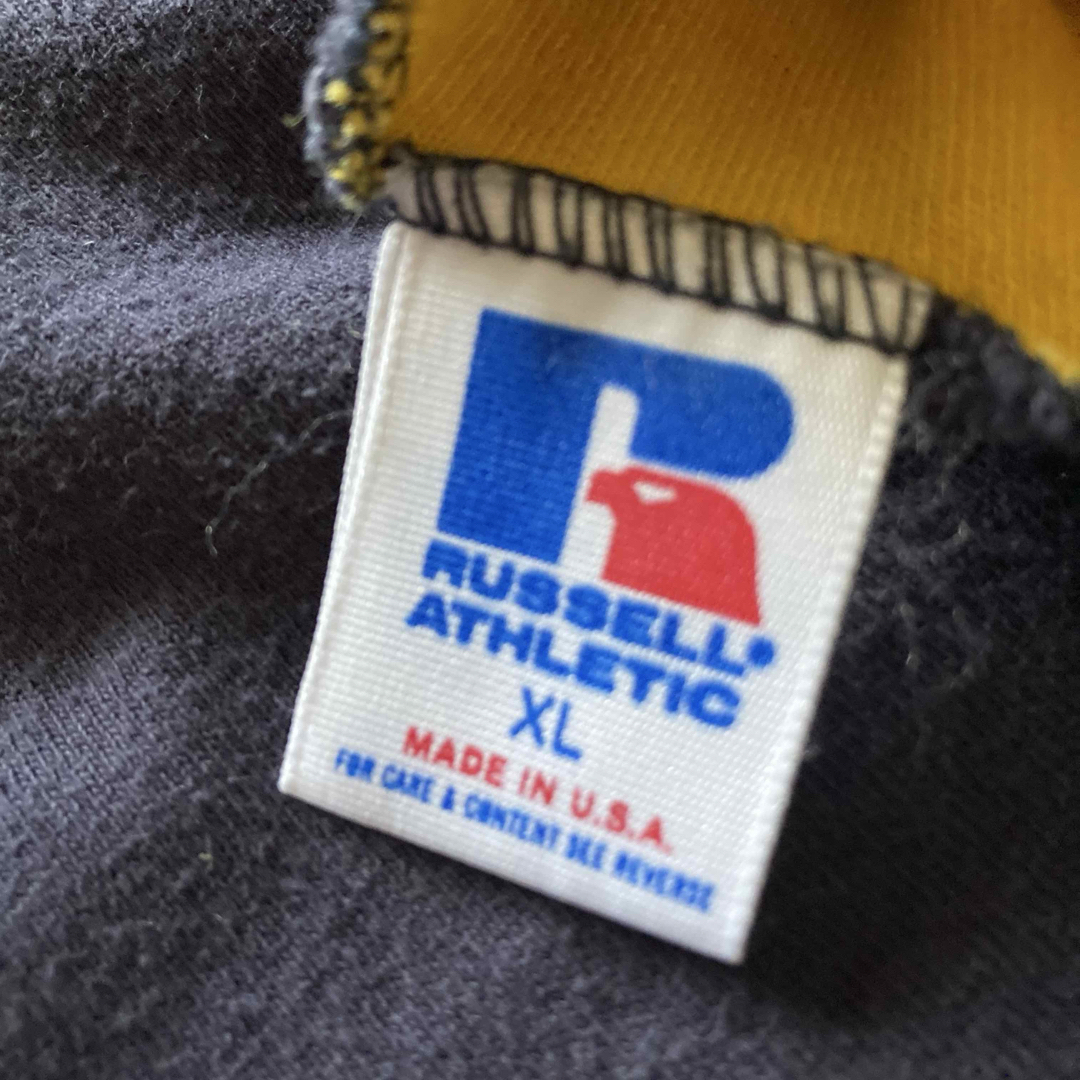 RUSSELL®
ATHLETIC
XL
MADE IN U.S.A.
FOR CARE & CONTENT SEE REVERSE